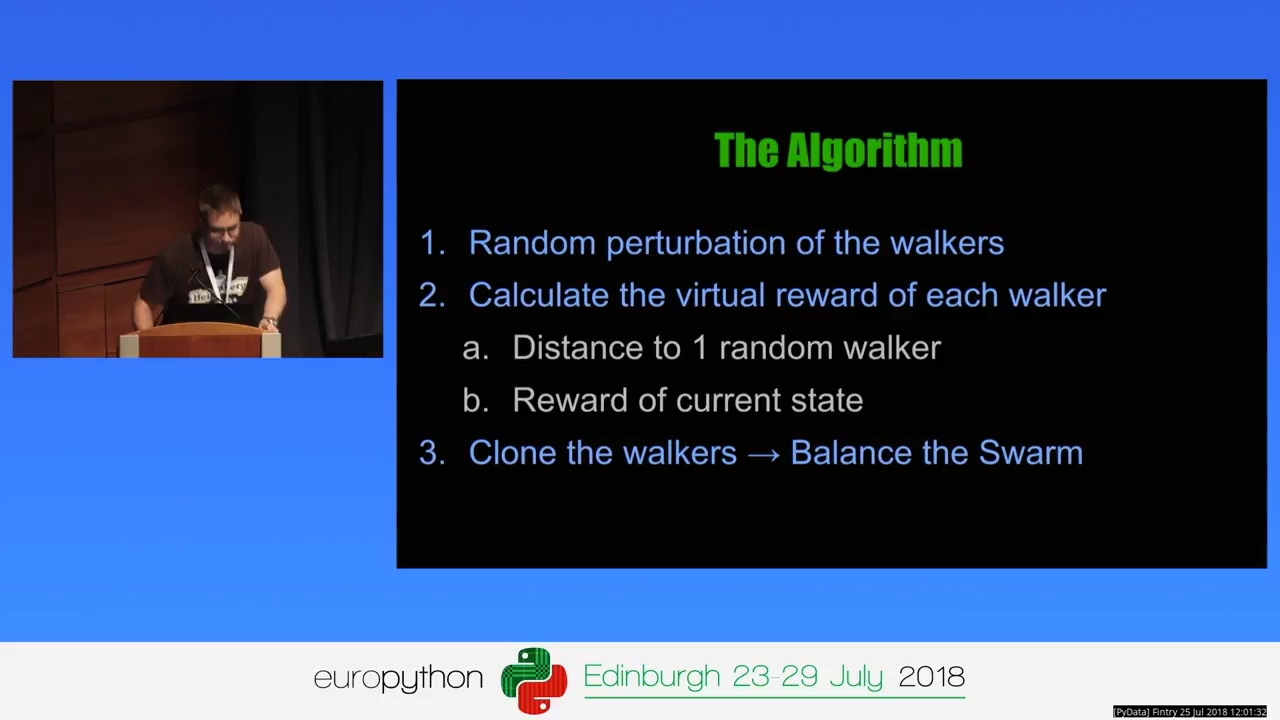 The Algorithm
1. Random perturbation of the walkers
2. Calculate the virtual reward of each walker
a. Distance to 1 random walker
b. Reward of current state
3. Clone the walkers → Balance the Swarm
europython Edinburgh 23-29 July 2018
[PyData] Fintry 25 Jul 2018 12:01:32